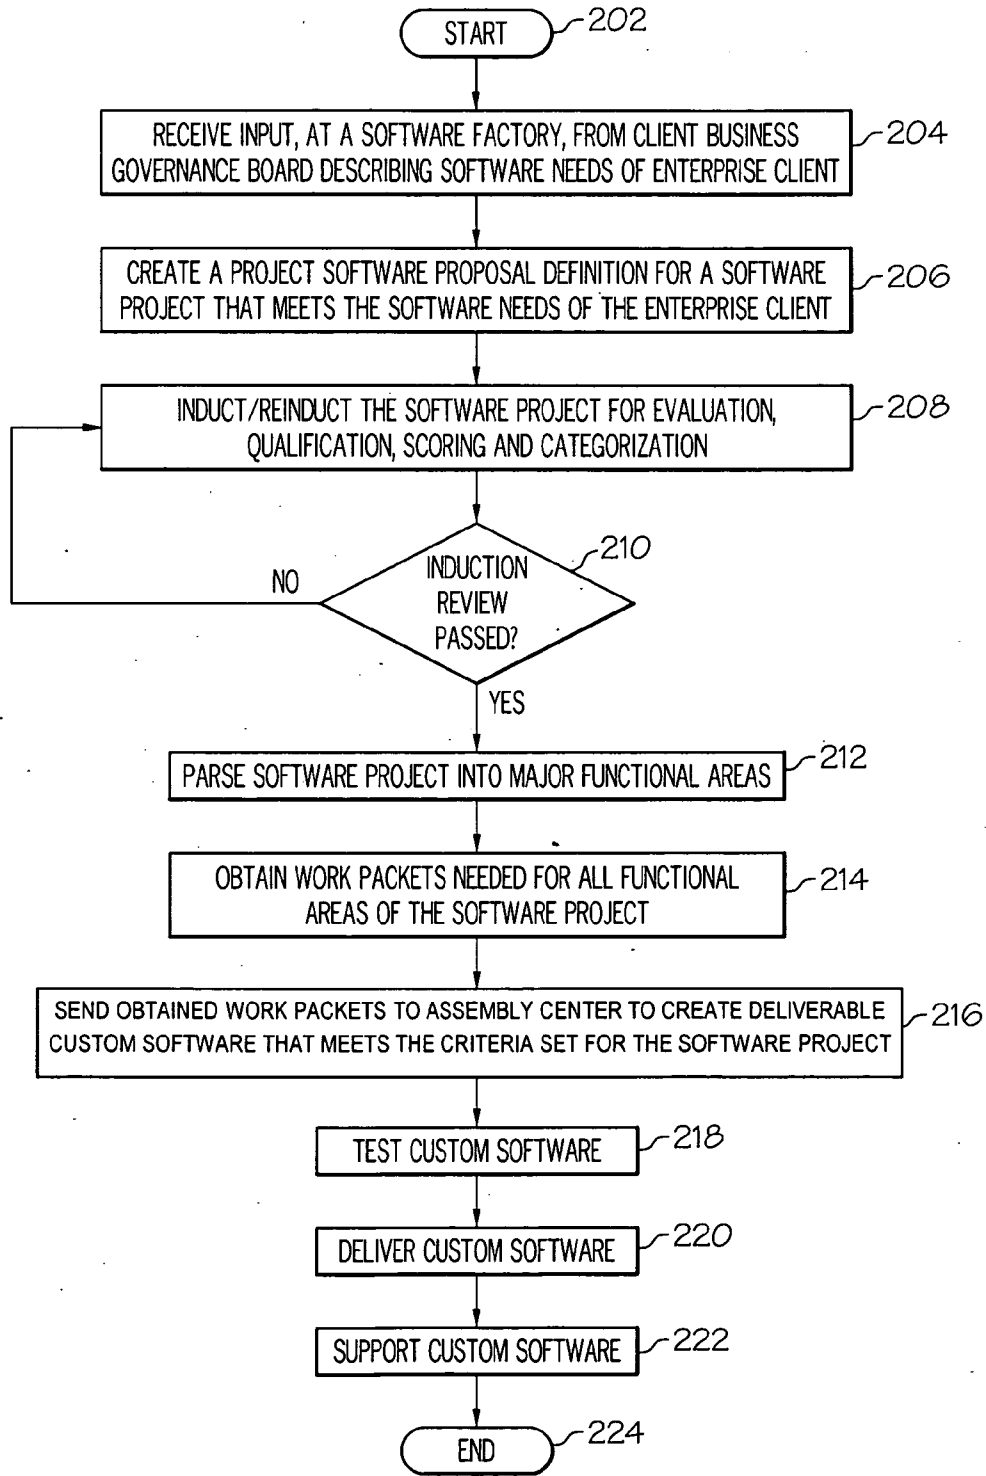 START
202
RECEIVE INPUT, AT A SOFTWARE FACTORY, FROM CLIENT BUSINESS
GOVERNANCE BOARD DESCRIBING SOFTWARE NEEDS OF ENTERPRISE CLIENT
204
CREATE A PROJECT SOFTWARE PROPOSAL DEFINITION FOR A SOFTWARE
PROJECT THAT MEETS THE SOFTWARE NEEDS OF THE ENTERPRISE CLIENT
206
INDUCT/REINDUCT THE SOFTWARE PROJECT FOR EVALUATION,
QUALIFICATION, SCORING AND CATEGORIZATION
208
INDUCTION
REVIEW
PASSED?
210
NO
YES
PARSE SOFTWARE PROJECT INTO MAJOR FUNCTIONAL AREAS
212
OBTAIN WORK PACKETS NEEDED FOR ALL FUNCTIONAL
AREAS OF THE SOFTWARE PROJECT
214
SEND OBTAINED WORK PACKETS TO ASSEMBLY CENTER TO CREATE DELIVERABLE
CUSTOM SOFTWARE THAT MEETS THE CRITERIA SET FOR THE SOFTWARE PROJECT
216
TEST CUSTOM SOFTWARE
218
DELIVER CUSTOM SOFTWARE
220
SUPPORT CUSTOM SOFTWARE
222
END
224